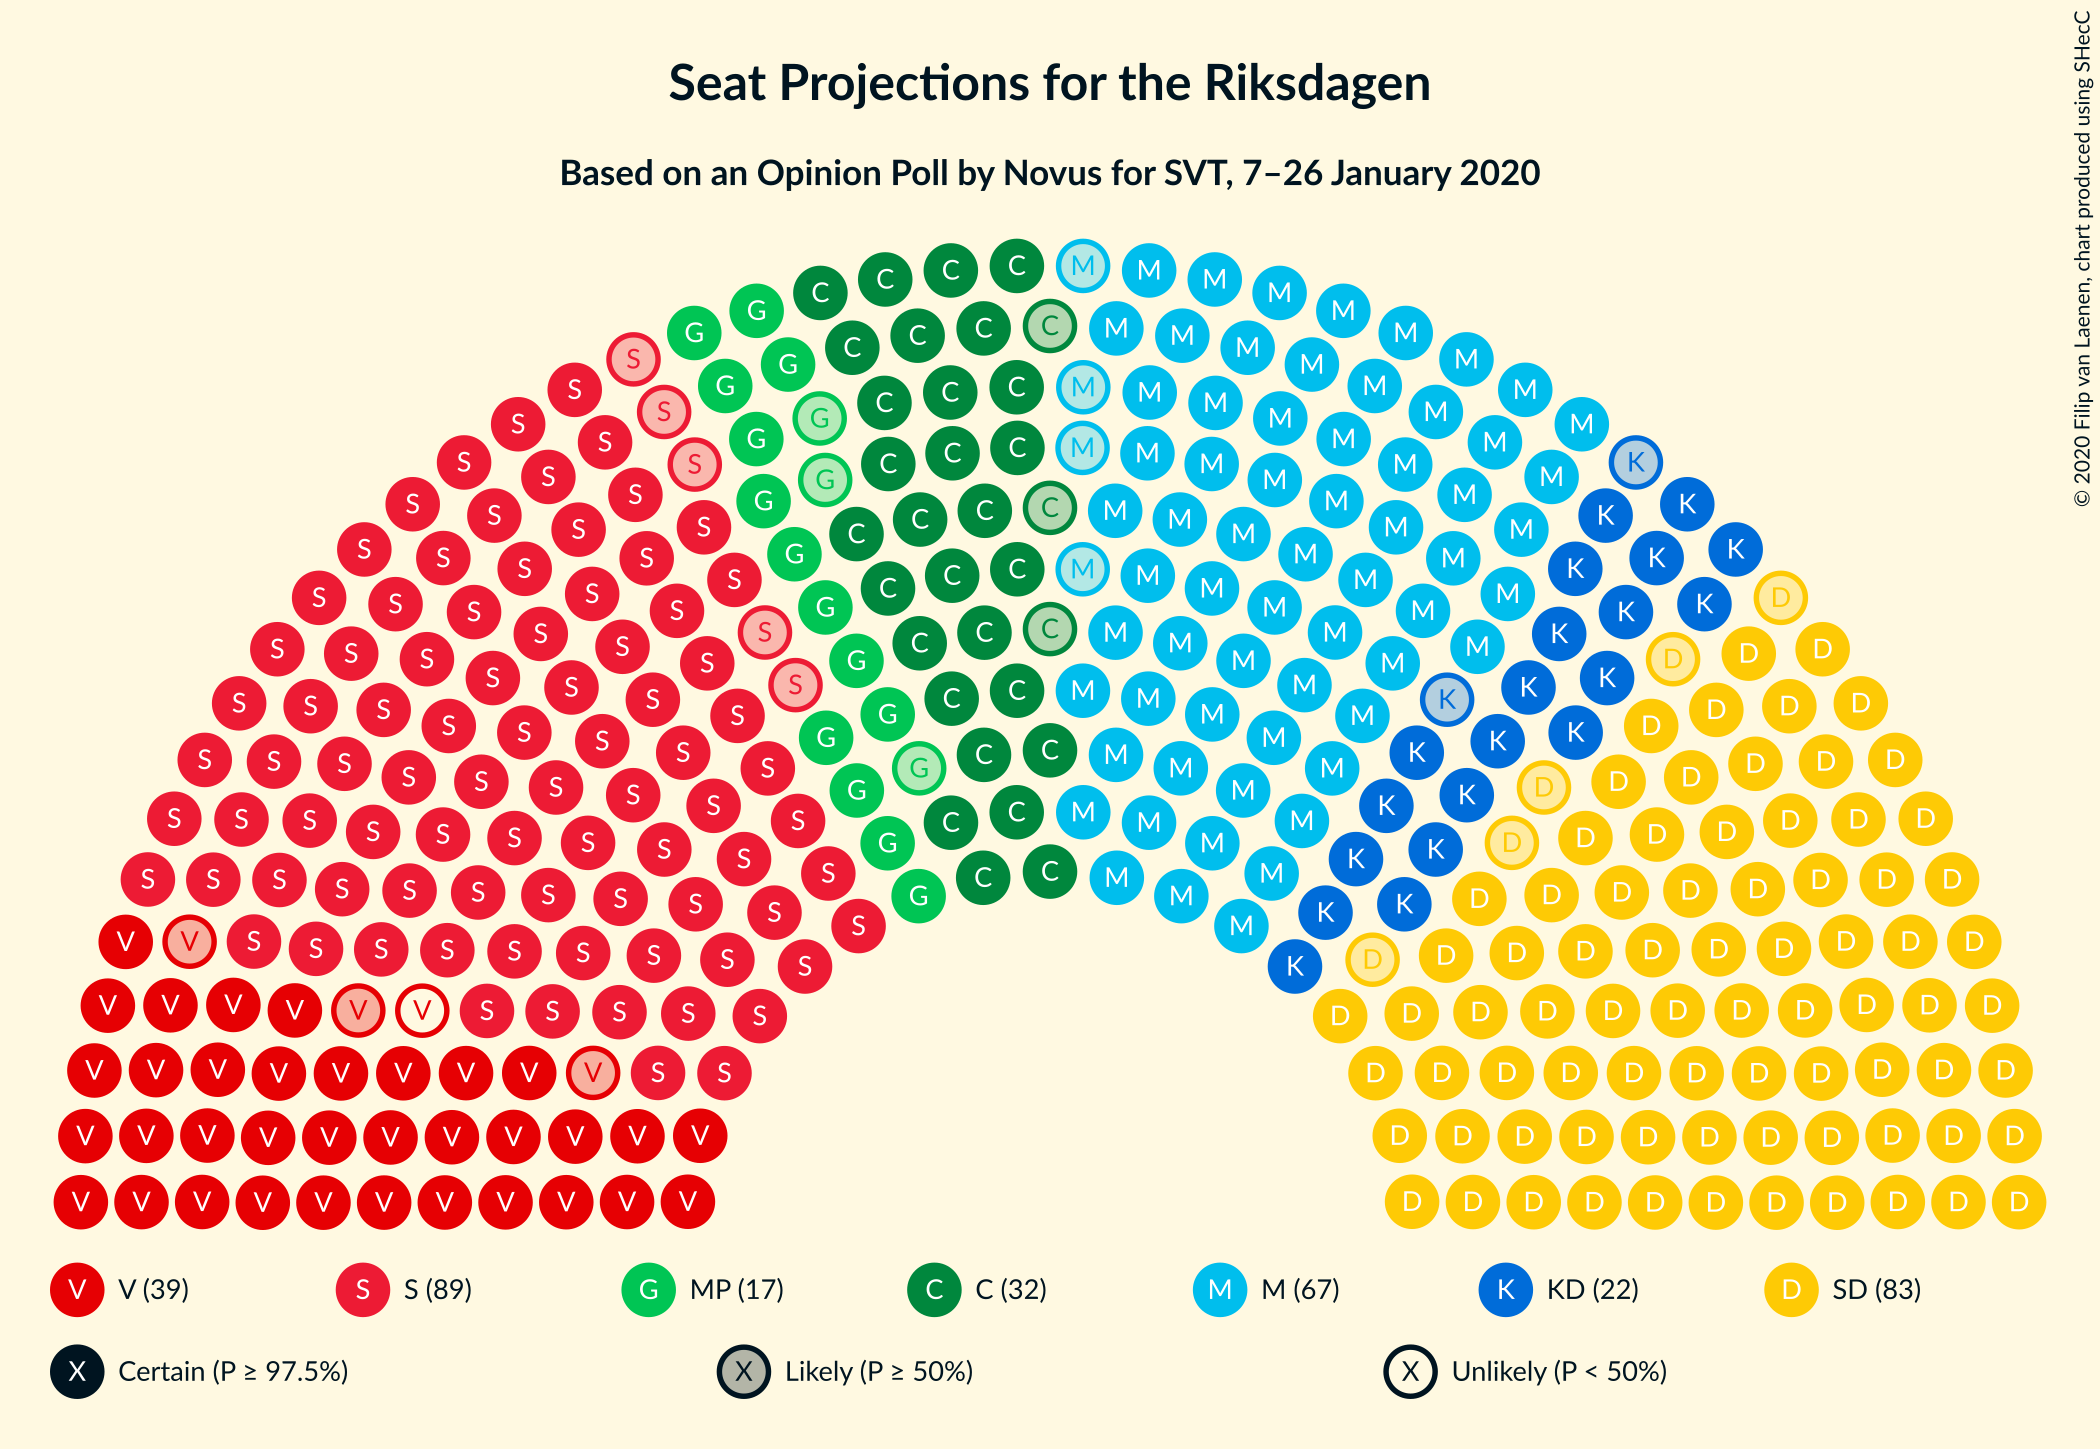 Seat Projections for the Riksdagen
Based on an Opinion Poll by Novus for SVT, 7–26 January 2020
© 2020 Filip van Laenen, chart produced using SHecC
V V (39) S S (89) G MP (17) C C (32) M M (67) K KD (22) D SD (83)
X Certain (P ≥ 97.5%) X Likely (P ≥ 50%) X Unlikely (P < 50%)